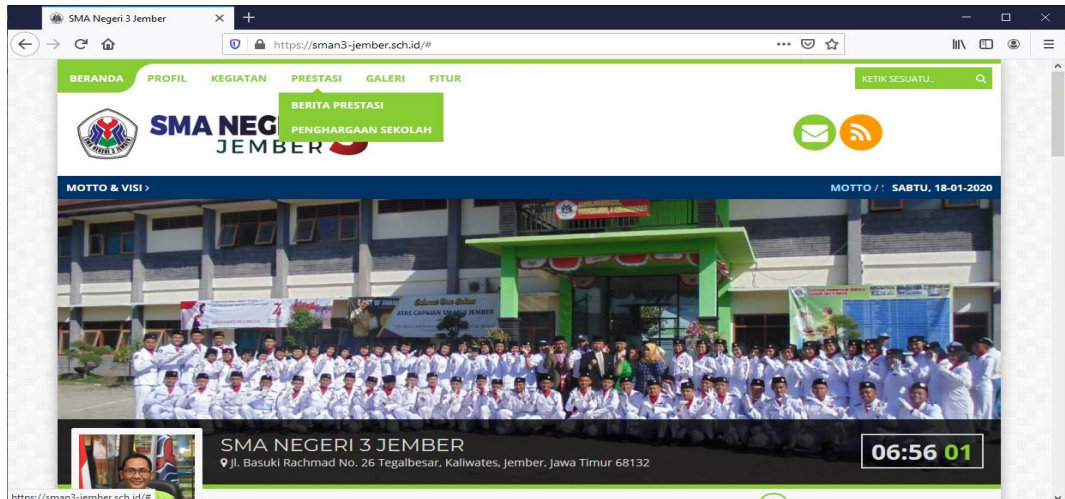 SMA Negeri 3 Jember
https://sman3-jember.sch.id/#
BERANDA PROFIL KEGIATAN PRESTASI GALERI FITUR
KETIK SESUATU..
BERITA PRESTASI
PENGHARGAAN SEKOLAH
SMA NEG
JEMBER
MOTTO & VISI >
MOTTO / SABTU, 18-01-2020
ATAS CAPAIAN
SMA NEGERI 3 JEMBER
Jl. Basuki Rachmad No. 26 Tegalbesar, Kaliwates, Jember, Jawa Timur 68132
06:56 01
https://sman3-jember.sch.id/#